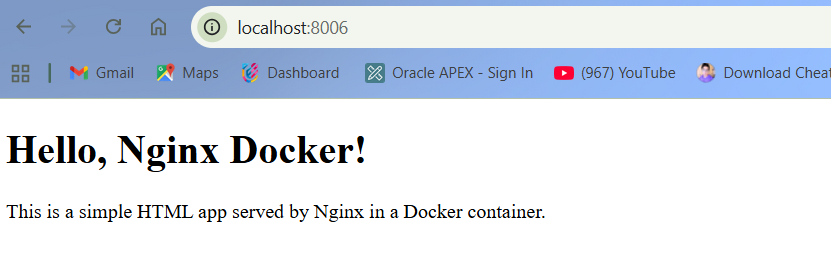 localhost:8006
Gmail Maps Dashboard Oracle APEX - Sign In (967) YouTube Download Cheat
Hello, Nginx Docker!
This is a simple HTML app served by Nginx in a Docker container.